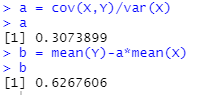 > a = cov(X,Y)/var(X)
> a
[1] 0.3073899
> b = mean(Y)-a*mean(X)
> b
[1] 0.6267606